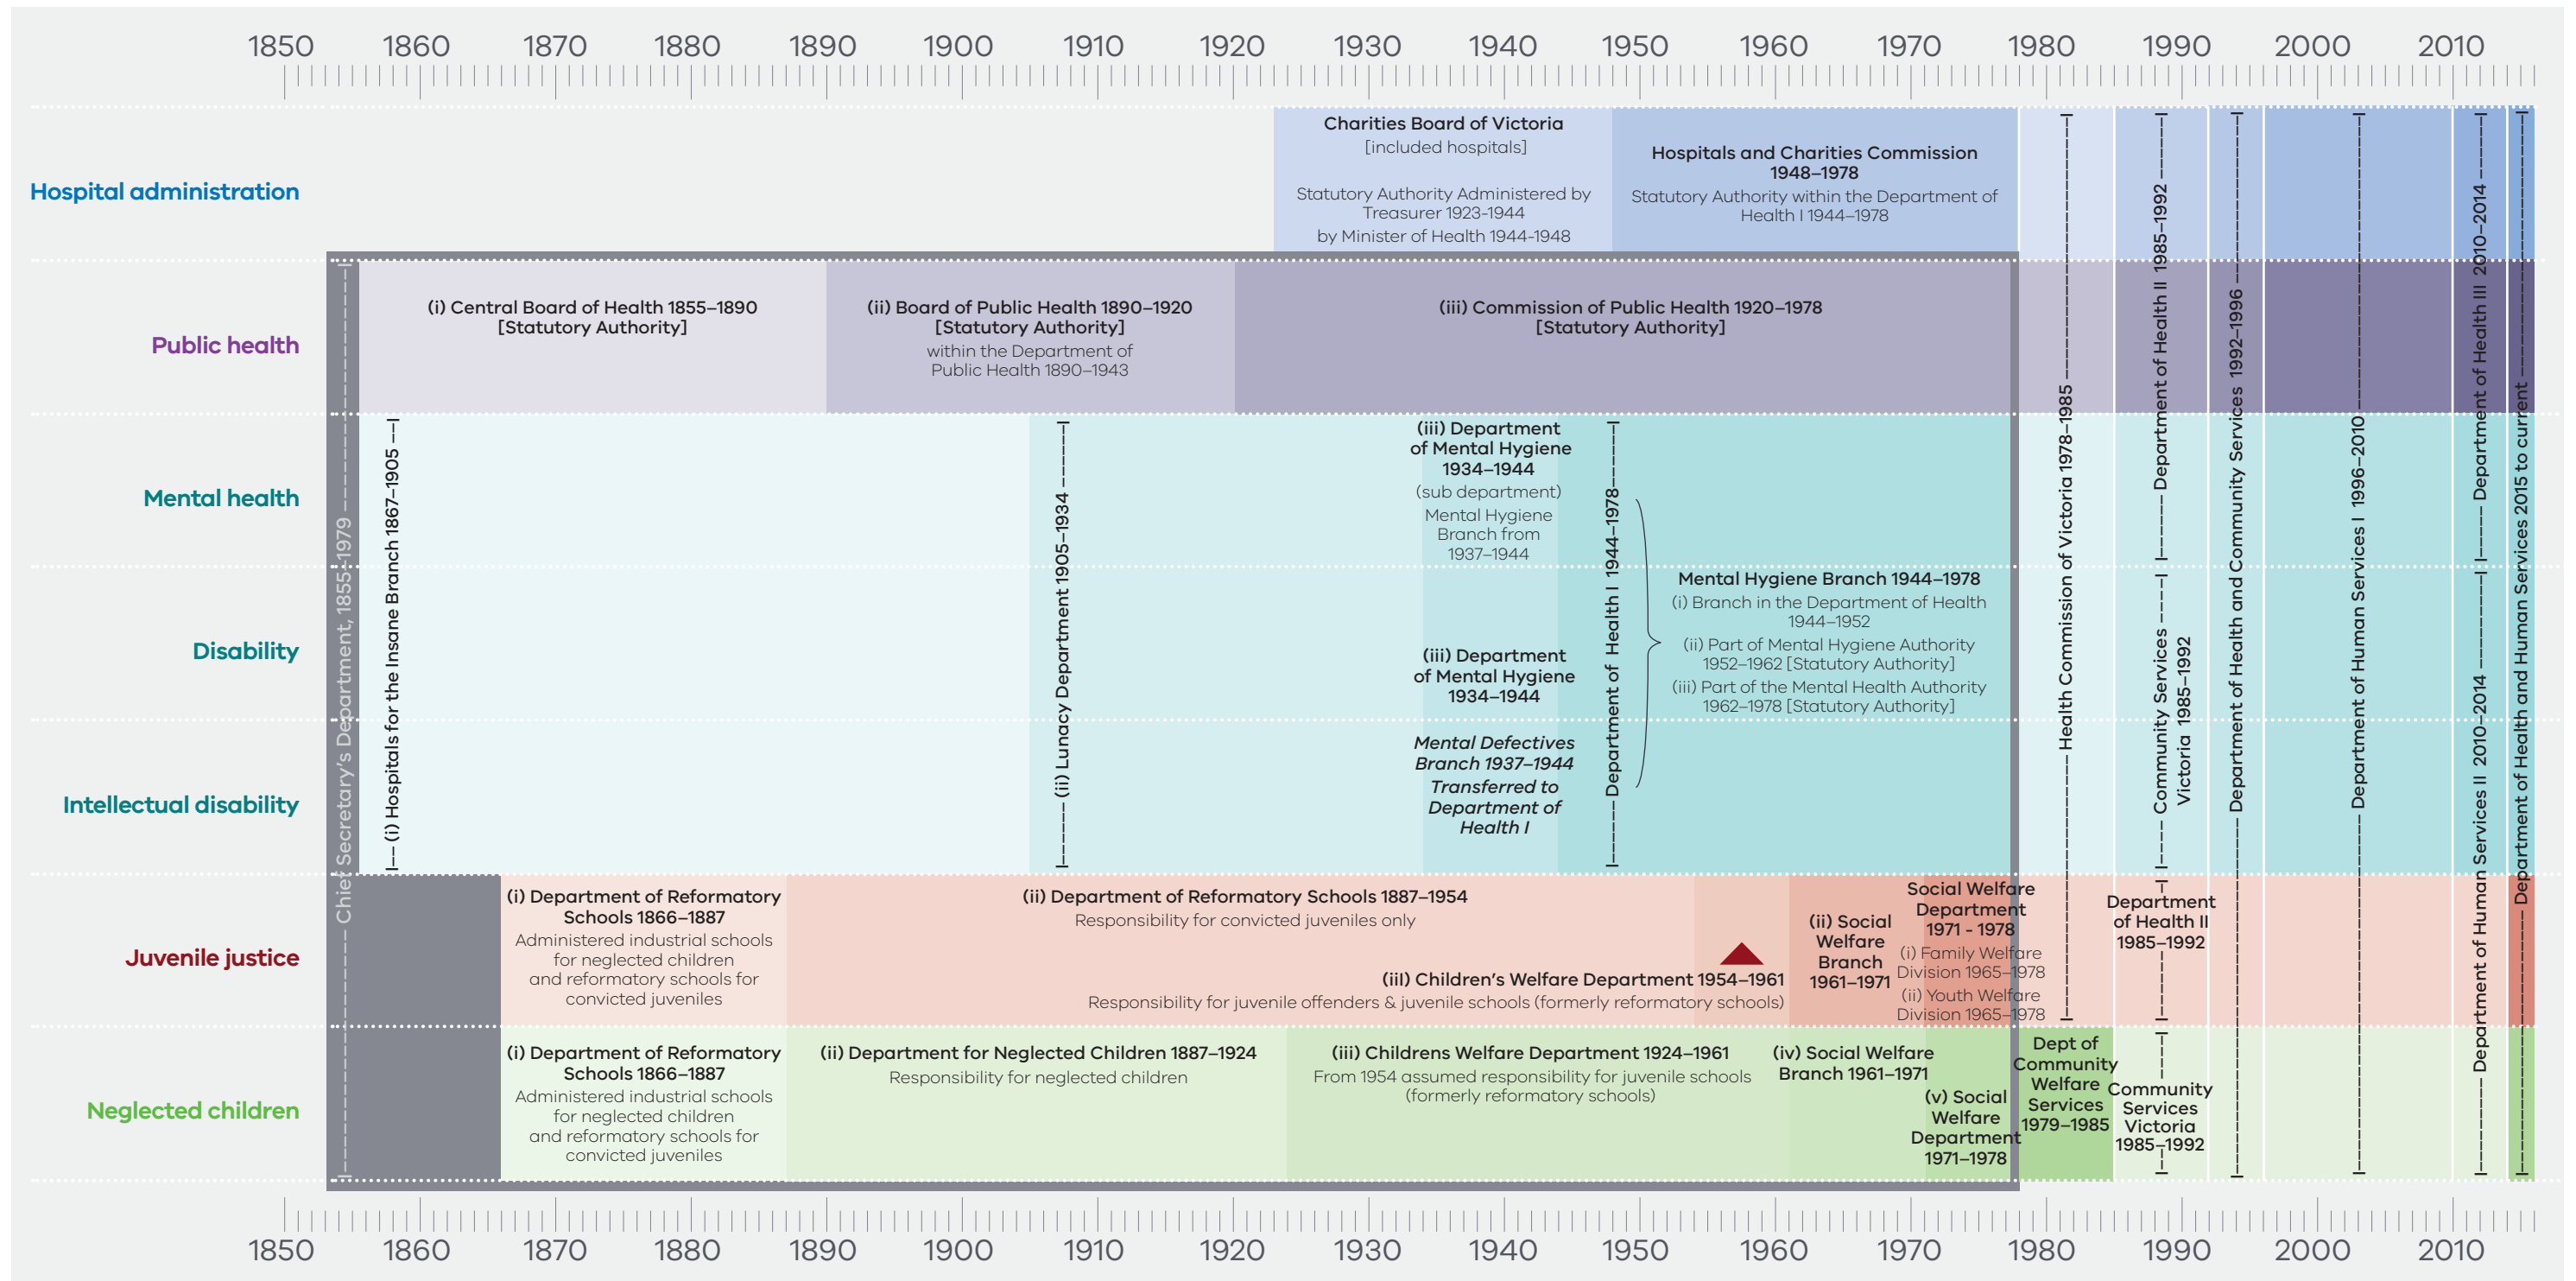 1850 1860 1870 1880 1890 1900 1910 1920 1930 1940 1950 1960 1970 1980 1990 2000 2010
Hospital administration
Charities Board of Victoria
[included hospitals]
Statutory Authority Administered by
Treasurer 1923-1944
by Minister of Health 1944-1948
Hospitals and Charities Commission
1948–1978
Statutory Authority within the Department of
Health I 1944–1978
Public health
(i) Central Board of Health 1855–1890
[Statutory Authority]
(ii) Board of Public Health 1890–1920
[Statutory Authority]
within the Department of
Public Health 1890–1943
(iii) Commission of Public Health 1920–1978
[Statutory Authority]
Chief Secretary's Department, 1855–1979
Mental health
Disability
Intellectual disability
(i) Hospitals for the Insane Branch 1867–1905
(ii) Lunacy Department 1905–1934
(iii) Department
of Mental Hygiene
1934–1944
(sub department)
Mental Hygiene
Branch from
1937–1944
(iii) Department
of Mental Hygiene
1934–1944
Mental Defectives
Branch 1937–1944
Transferred to
Department of
Health I
Department of Health I 1944–1978
Mental Hygiene Branch 1944–1978
(i) Branch in the Department of Health
1944–1952
(ii) Part of Mental Hygiene Authority
1952–1962 [Statutory Authority]
(iii) Part of the Mental Health Authority
1962–1978 [Statutory Authority]
Health Commission of Victoria 1978–1985
Department of Health II 1985–1992
Community Services
Victoria 1985–1992
Department of Health and Community Services 1992–1996
Department of Human Services I 1996–2010
Department of Health III 2010–2014
Department of Human Services II 2010–2014
Department of Health and Human Services 2015 to current
Juvenile justice
(i) Department of Reformatory
Schools 1866–1887
Administered industrial schools
for neglected children
and reformatory schools for
convicted juveniles
(ii) Department of Reformatory Schools 1887–1954
Responsibility for convicted juveniles only
(iiI) Children's Welfare Department 1954–1961
Responsibility for juvenile offenders & juvenile schools (formerly reformatory schools)
(ii) Social
Welfare
Branch
1961–1971
Social Welfare
Department
1971 - 1978
(i) Family Welfare
Division 1965–1978
(ii) Youth Welfare
Division 1965–1978
Department
of Health II
1985–1992
Neglected children
(i) Department of Reformatory
Schools 1866–1887
Administered industrial schools
for neglected children
and reformatory schools for
convicted juveniles
(ii) Department for Neglected Children 1887–1924
Responsibility for neglected children
(iii) Childrens Welfare Department 1924–1961
From 1954 assumed responsibility for juvenile schools
(formerly reformatory schools)
(iv) Social Welfare
Branch 1961–1971
(v) Social
Welfare
Department
1971–1978
Dept of
Community
Welfare
Services
1979–1985
Community
Services
Victoria
1985–1992
1850 1860 1870 1880 1890 1900 1910 1920 1930 1940 1950 1960 1970 1980 1990 2000 2010